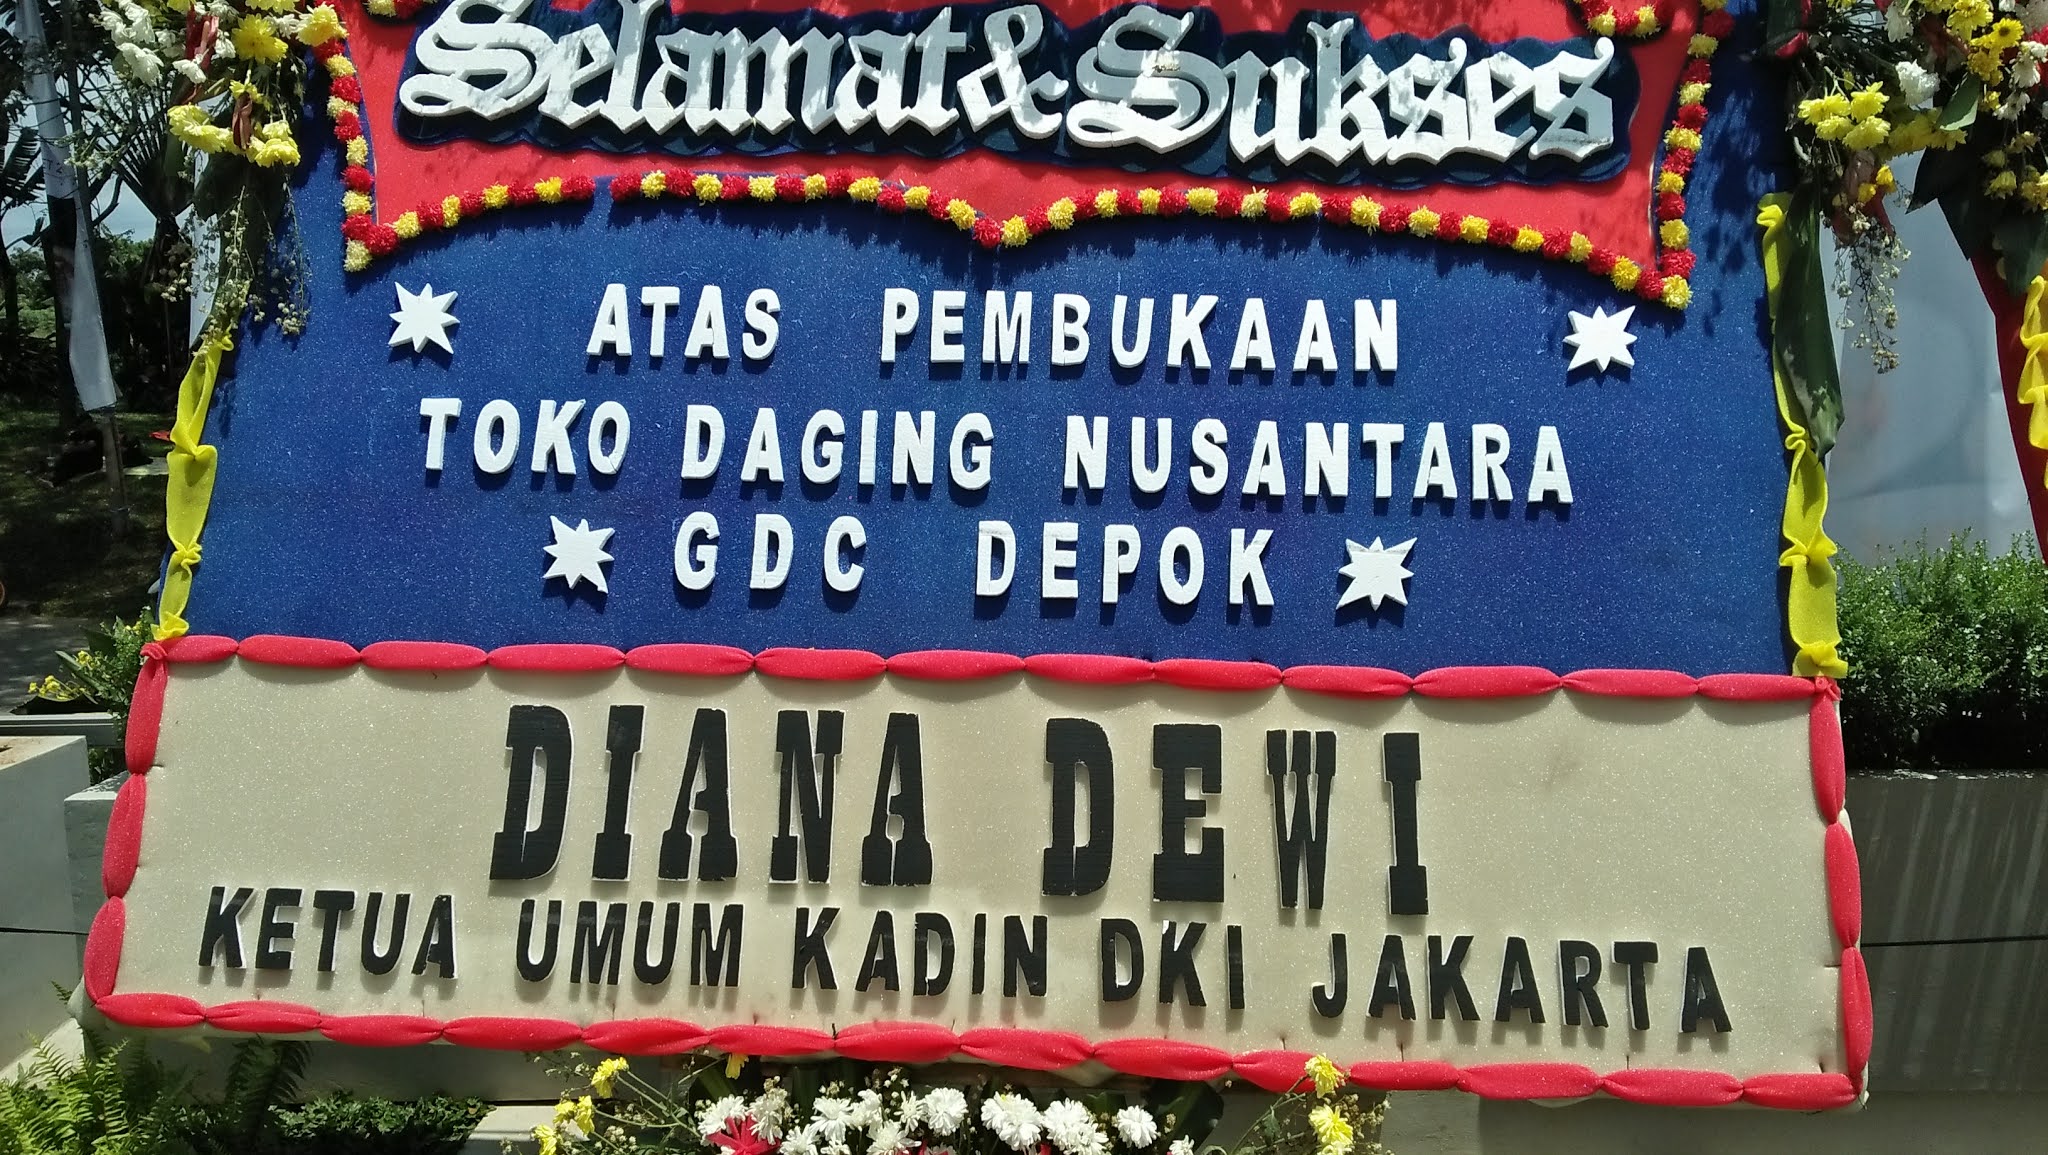 Selamat & Sukses
ATAS PEMBUKAAN
TOKO DAGING NUSANTARA
GDC DEPOK
DIANA DEWI
KETUA UMUM KADIN DKI JAKARTA